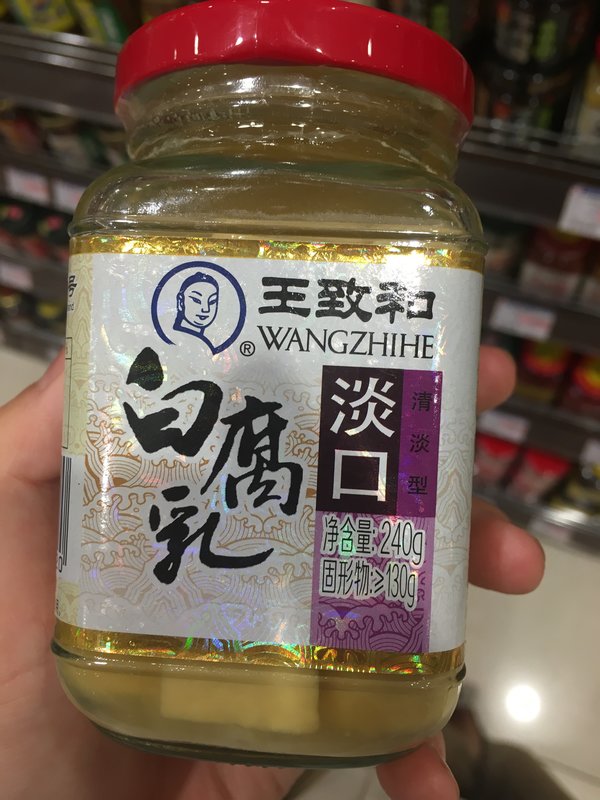 王致和
® WANGZHIHE
白腐乳
淡口
清淡型
净含量:240g
固形物:≥130g
号